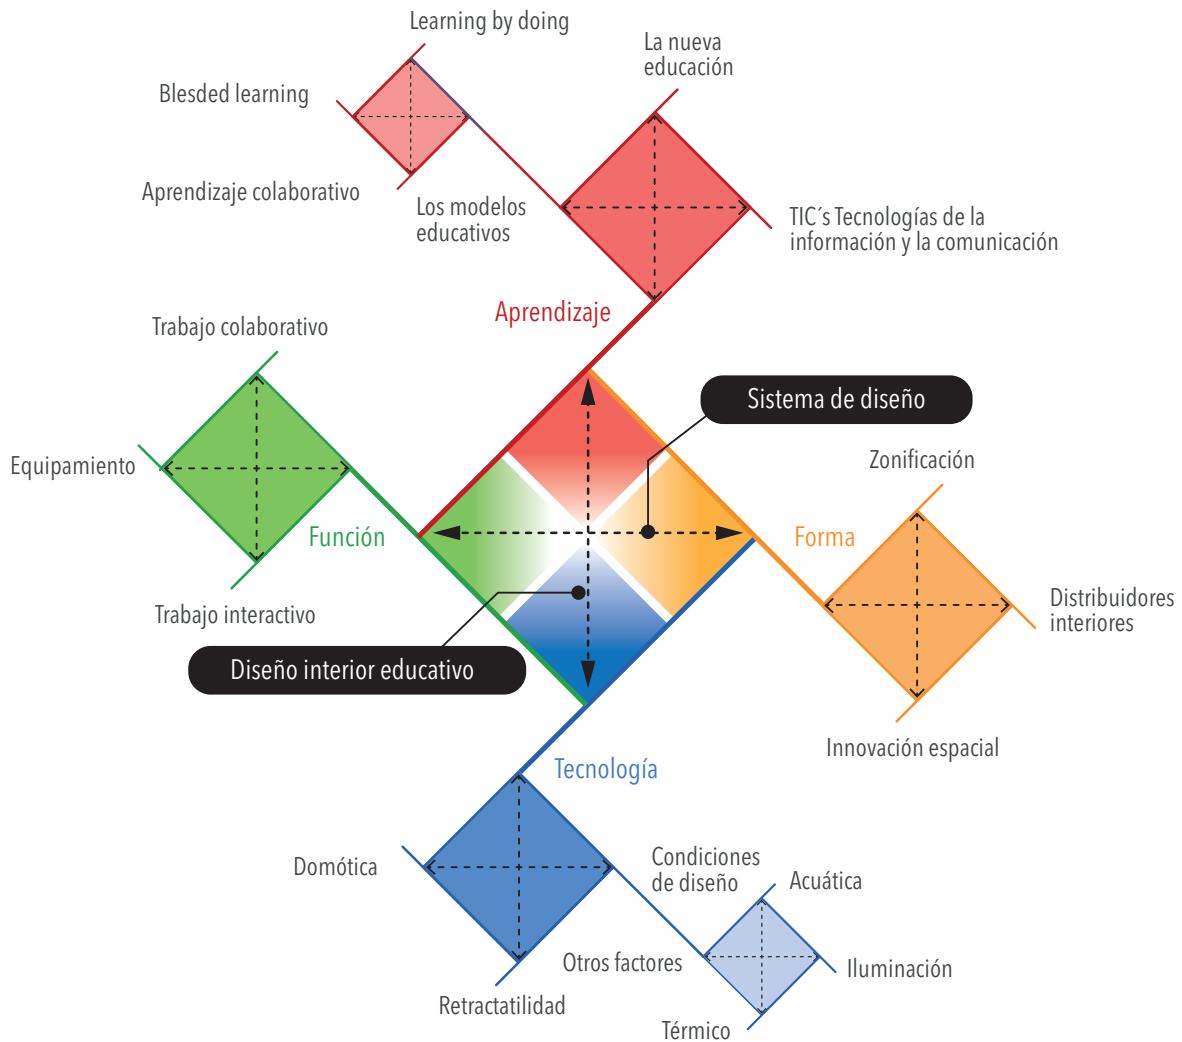 Learning by doing
La nueva
educación
Blesded learning
Aprendizaje colaborativo
Los modelos
educativos
TIC´s Tecnologías de la
información y la comunicación
Aprendizaje
Trabajo colaborativo
Sistema de diseño
Equipamiento
Zonificación
Función
Forma
Trabajo interactivo
Distribuidores
interiores
Diseño interior educativo
Innovación espacial
Tecnología
Domótica
Condiciones
de diseño
Acuática
Otros factores
Iluminación
Retractatilidad
Térmico